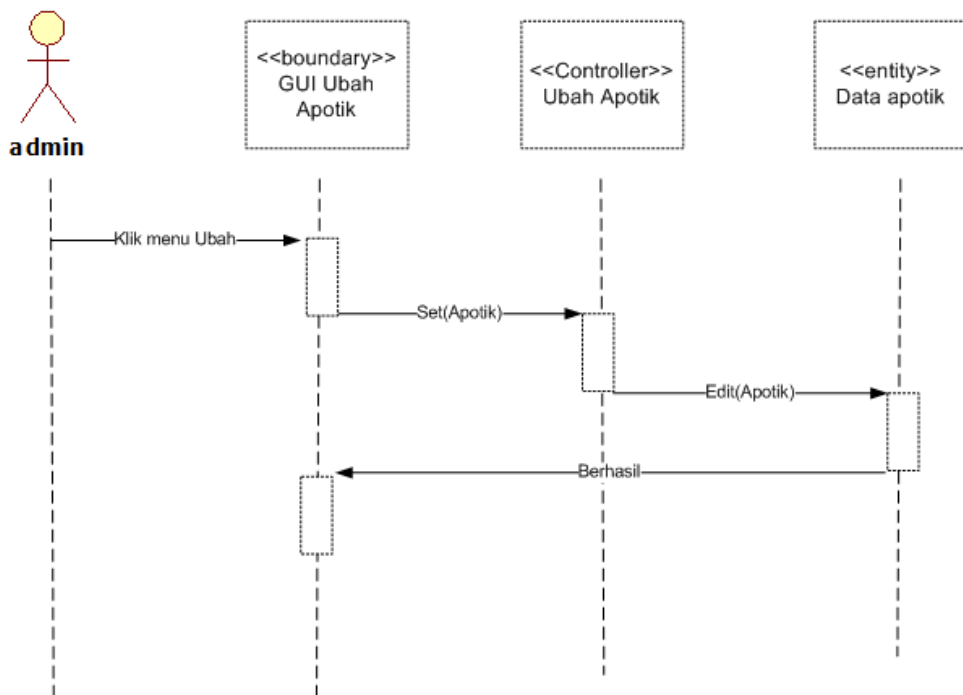 <<boundary>>
GUI Ubah
Apotik
<<Controller>>
Ubah Apotik
<<entity>>
Data apotik
admin
Klik menu Ubah
Set(Apotik)
Edit(Apotik)
Berhasil